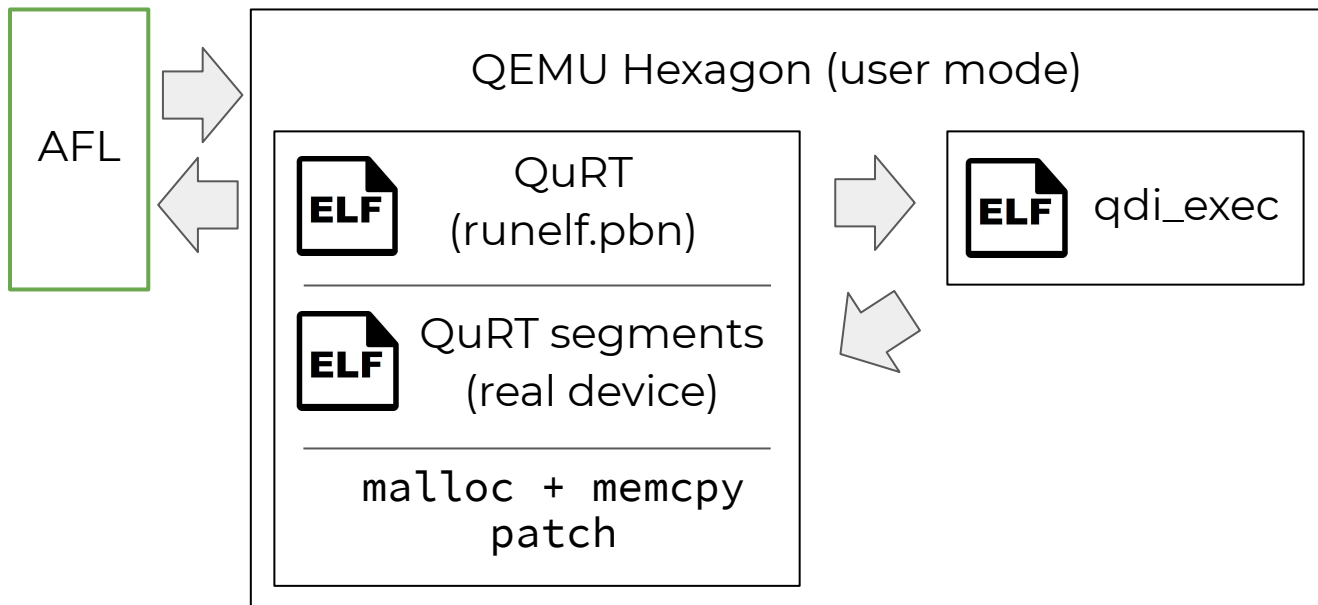 QEMU Hexagon (user mode)
AFL
ELF
QuRT
(runelf.pbn)
ELF
qdi_exec
ELF
QuRT segments
(real device)
malloc + memcpy
patch